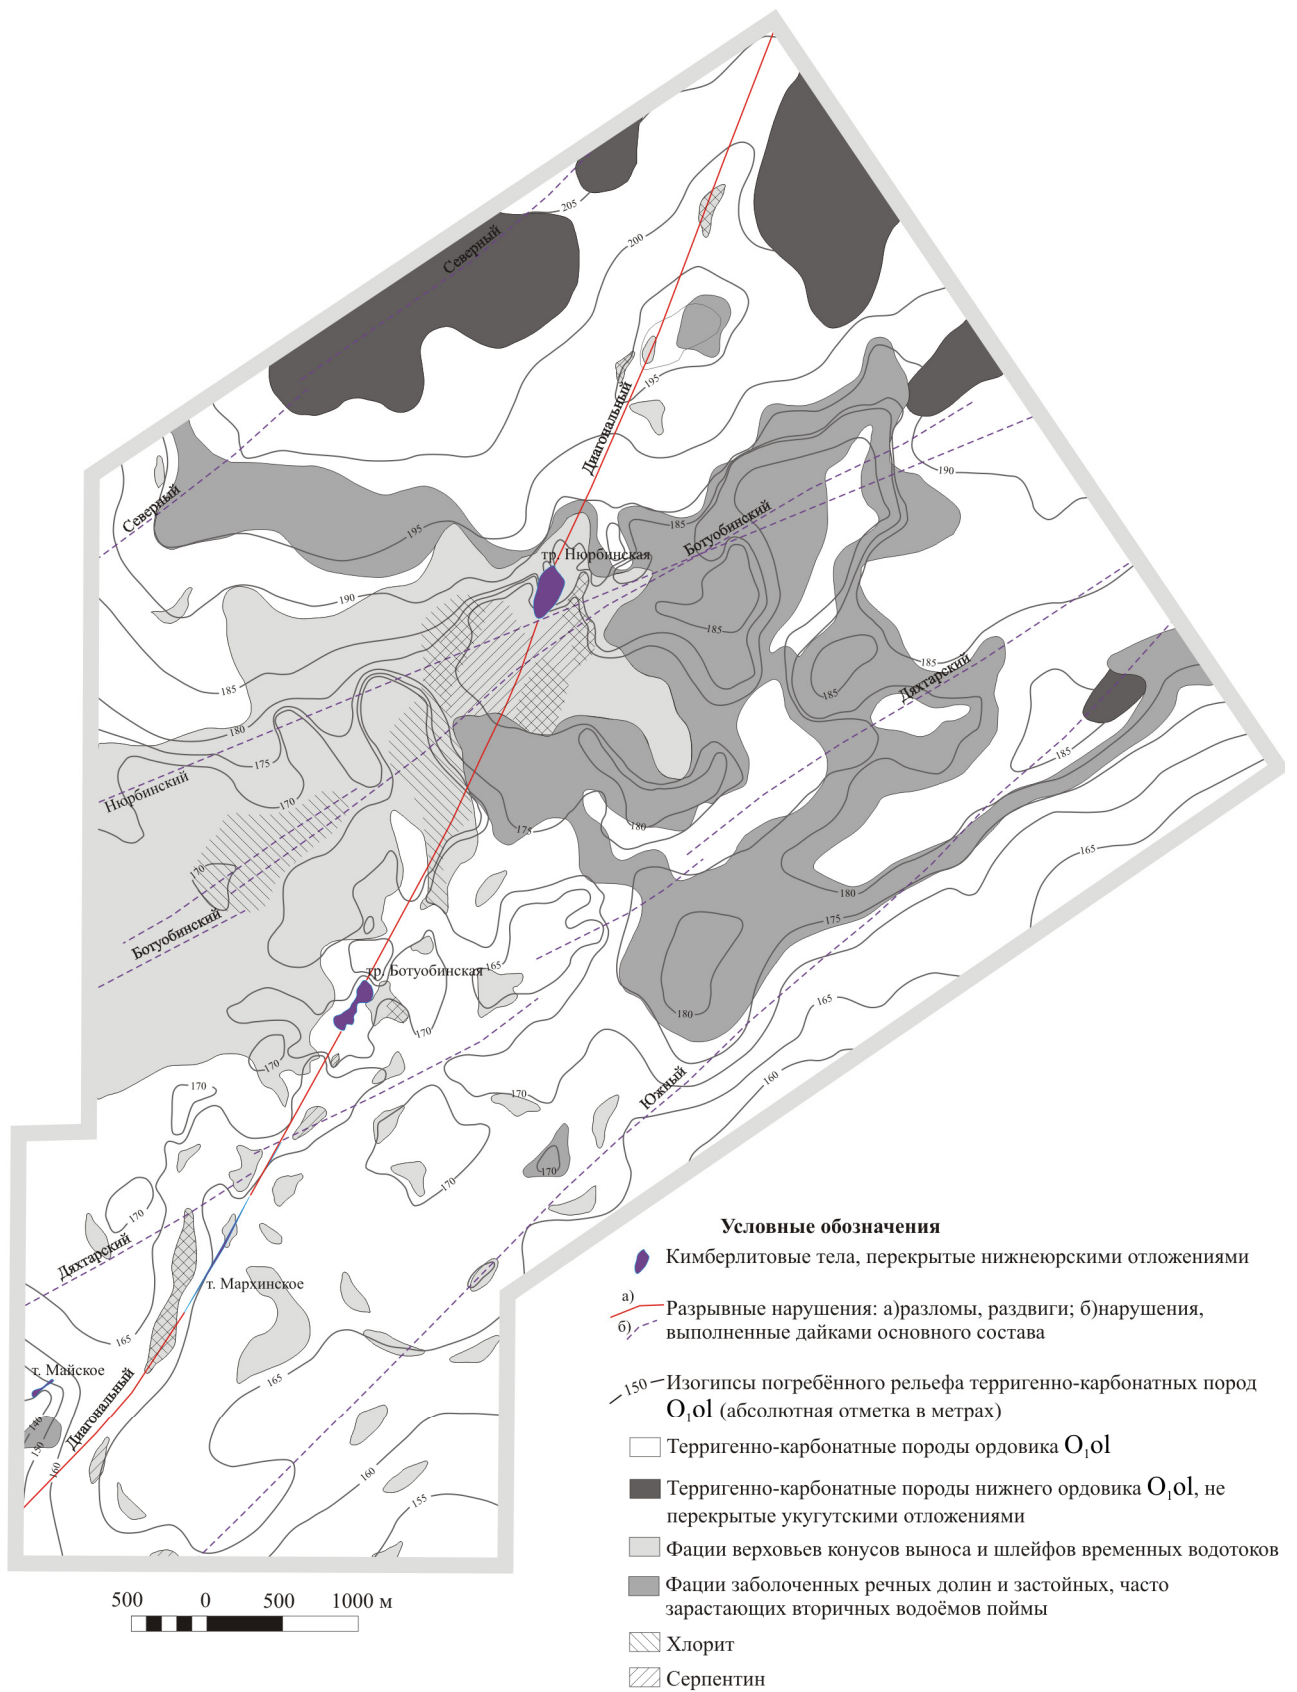 205
Северный
200
195
Диагональный
190
Северный
195
185
Ботуобинский
тр. Нюрбинская
190
185
185
185
Дяхтарский
185
180
175
185
Нюрбинский
170
175
180
165
170
180
175
Ботуобинский
тр. Ботуобинская
165
180
165
170
170
Южный
160
170
170
170
170
170
Дяхтарский
т. Мархинское
165
т. Майское
165
Диагональный
146
150
160
160
155
Условные обозначения
Кимберлитовые тела, перекрытые нижнеюрскими отложениями
а)
Разрывные нарушения: а)разломы, раздвиги; б)нарушения,
б)
выполненные дайками основного состава
150
Изогипсы погребённого рельефа терригенно-карбонатных пород
O₁ol (абсолютная отметка в метрах)
Терригенно-карбонатные породы ордовика O₁ol
Терригенно-карбонатные породы нижнего ордовика O₁ol, не
перекрытые укугутскими отложениями
Фации верховьев конусов выноса и шлейфов временных водотоков
Фации заболоченных речных долин и застойных, часто
зарастающих вторичных водоёмов поймы
500 0 500 1000 м
Хлорит
Серпентин